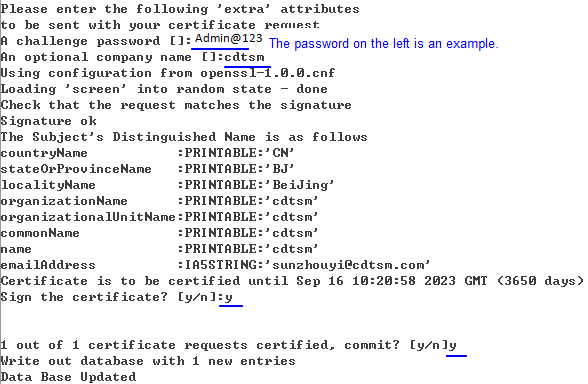 Please enter the following 'extra' attributes
to be sent with your certificate request
A challenge password []: Admin@123 The password on the left is an example.
An optional company name []:cdtsm
Using configuration from openssl-1.0.0.cnf
Loading 'screen' into random state - done
Check that the request matches the signature
Signature ok
The Subject's Distinguished Name is as follows
countryName           :PRINTABLE:'CN'
stateOrProvinceName   :PRINTABLE:'BJ'
localityName          :PRINTABLE:'BeiJing'
organizationName      :PRINTABLE:'cdtsm'
organizationalUnitName:PRINTABLE:'cdtsm'
commonName            :PRINTABLE:'cdtsm'
name                  :PRINTABLE:'cdtsm'
emailAddress          :IA5STRING:'sunzhouyi@cdtsm.com'
Certificate is to be certified until Sep 16 10:20:58 2023 GMT (3650 days)
Sign the certificate? [y/n]:y
1 out of 1 certificate requests certified, commit? [y/n]y
Write out database with 1 new entries
Data Base Updated